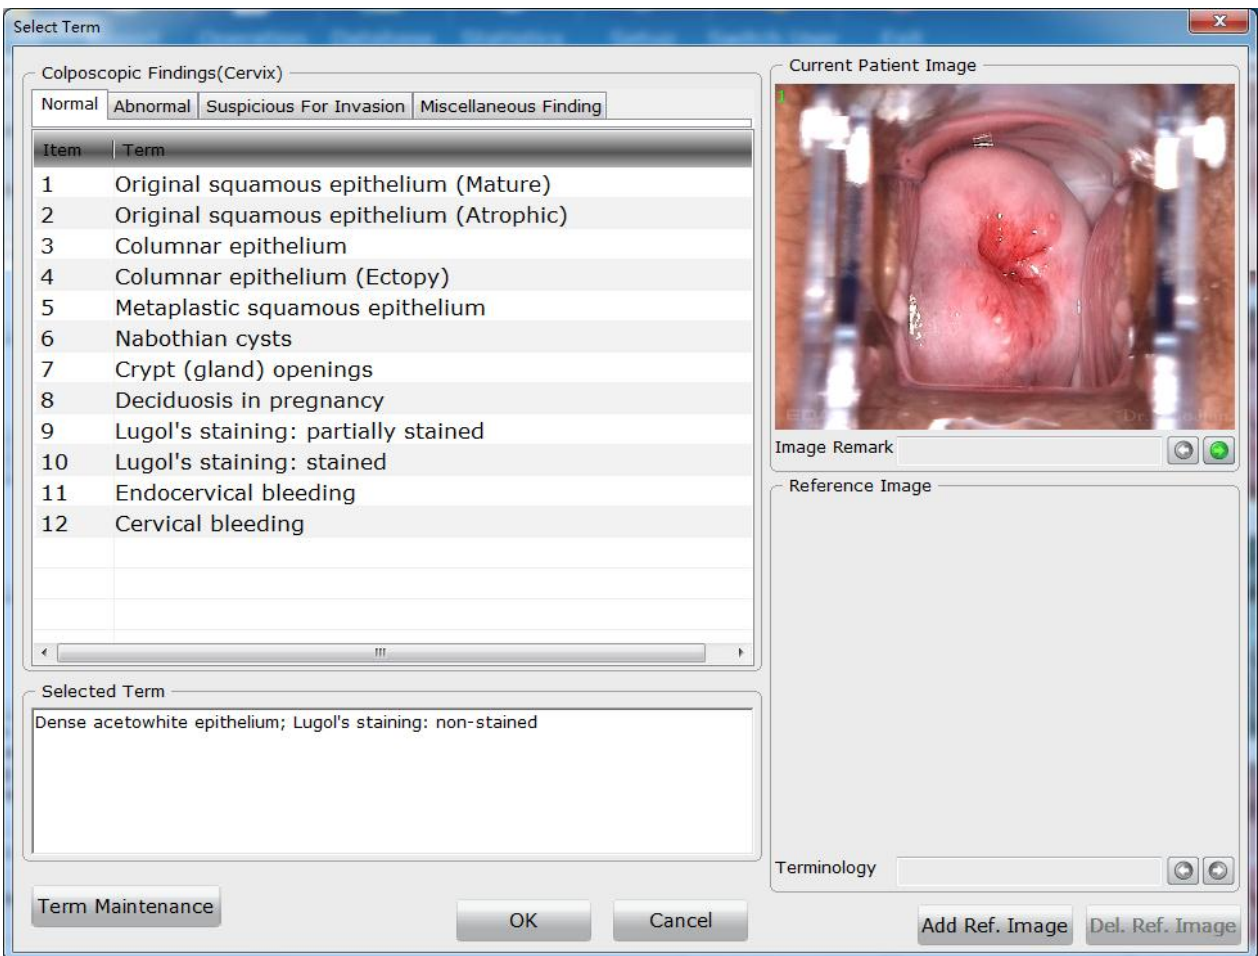 Select Term
Colposcopic Findings(Cervix)
Normal Abnormal Suspicious For Invasion Miscellaneous Finding
Item Term
1 Original squamous epithelium (Mature)
2 Original squamous epithelium (Atrophic)
3 Columnar epithelium
4 Columnar epithelium (Ectopy)
5 Metaplastic squamous epithelium
6 Nabothian cysts
7 Crypt (gland) openings
8 Deciduosis in pregnancy
9 Lugol's staining: partially stained
10 Lugol's staining: stained
11 Endocervical bleeding
12 Cervical bleeding
Selected Term
Dense acetowhite epithelium; Lugol's staining: non-stained
Term Maintenance
OK
Cancel
Current Patient Image
1
Dr.
Image Remark
Reference Image
Terminology
Add Ref. Image
Del. Ref. Image